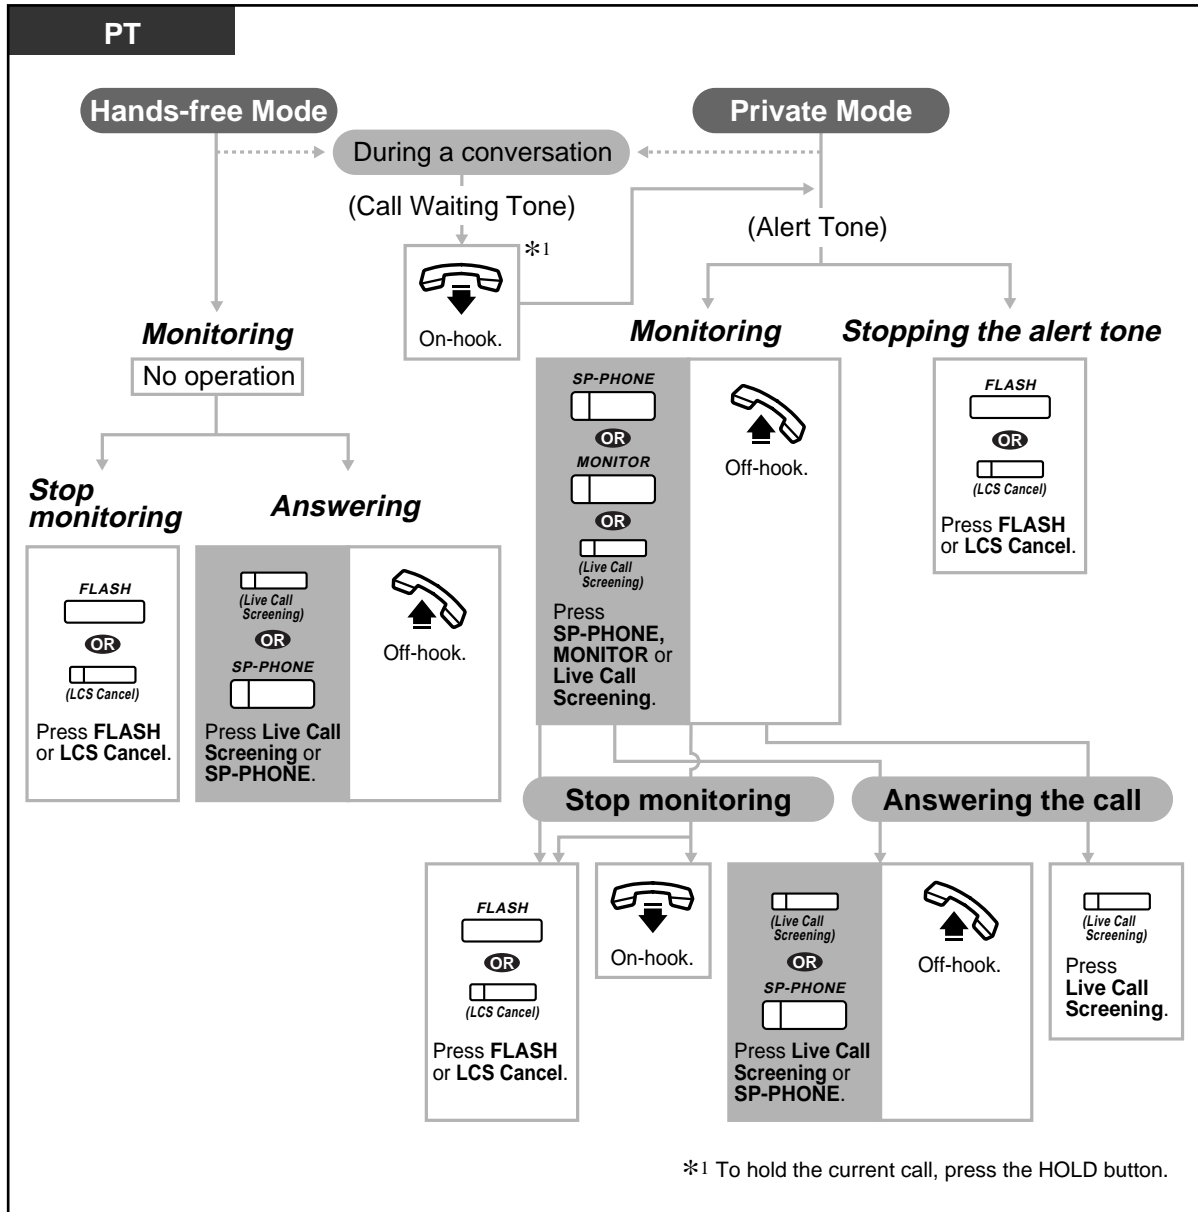 PT
Hands-free Mode
Private Mode
During a conversation
(Call Waiting Tone)
(Alert Tone)
*1
On-hook.
Monitoring
No operation
Stop
monitoring
FLASH
OR
(LCS Cancel)
Press FLASH
or LCS Cancel.
Answering
(Live Call
Screening)
OR
SP-PHONE
Press Live Call
Screening or
SP-PHONE.
Off-hook.
Monitoring
SP-PHONE
OR
MONITOR
OR
(Live Call
Screening)
Press
SP-PHONE,
MONITOR or
Live Call
Screening.
Off-hook.
Stopping the alert tone
FLASH
OR
(LCS Cancel)
Press FLASH
or LCS Cancel.
Stop monitoring
FLASH
OR
(LCS Cancel)
Press FLASH
or LCS Cancel.
On-hook.
Answering the call
(Live Call
Screening)
OR
SP-PHONE
Press Live Call
Screening or
SP-PHONE.
Off-hook.
(Live Call
Screening)
Press
Live Call
Screening.
*1 To hold the current call, press the HOLD button.